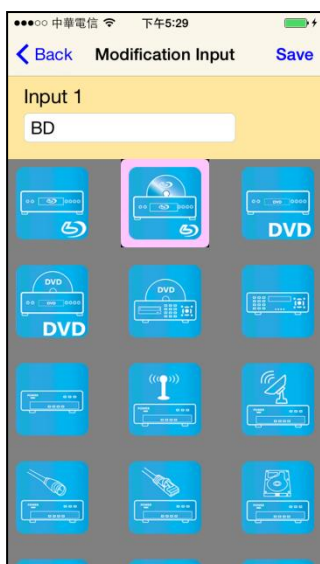 中華電信 下午5:29
Back Modification Input Save
Input 1
BD
DVD
DVD
DVD
DVD